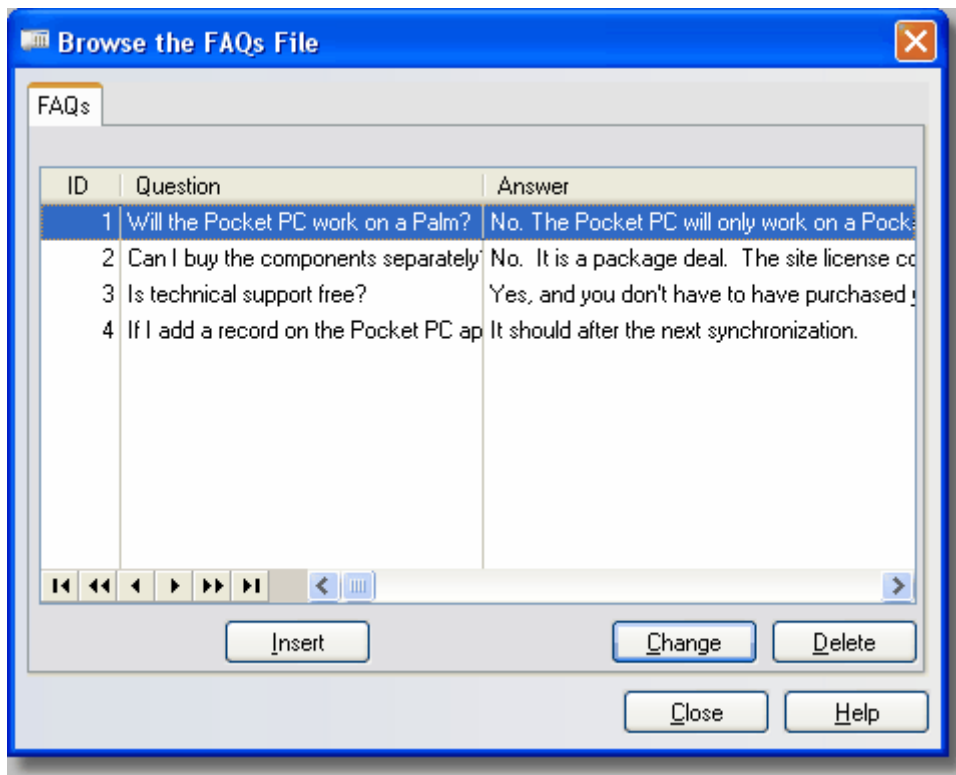 Browse the FAQs File
FAQs
ID Question Answer
1 Will the Pocket PC work on a Palm? No. The Pocket PC will only work on a Pock
2 Can I buy the components separately No. It is a package deal. The site license co
3 Is technical support free? Yes, and you don't have to have purchased
4 If I add a record on the Pocket PC ap It should after the next synchronization.
Insert Change Delete
Close Help